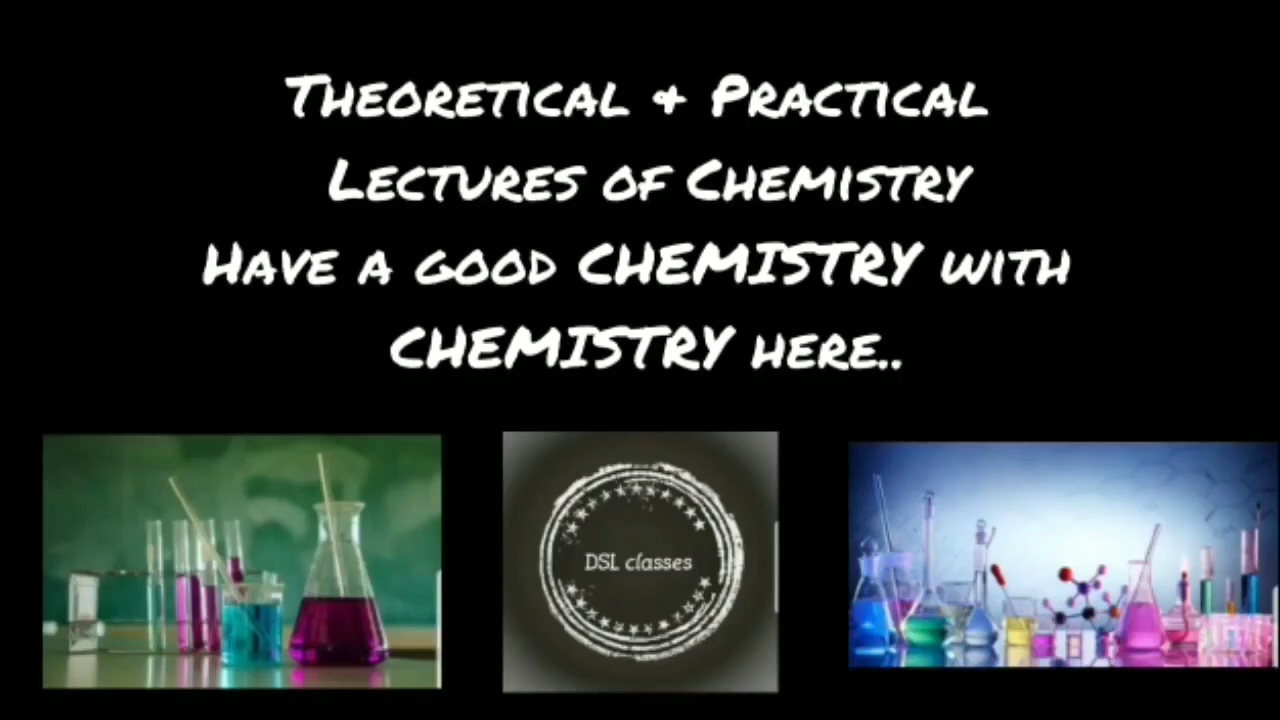 Theoretical & Practical
Lectures of Chemistry
Have a good CHEMISTRY with
CHEMISTRY here..
DSL classes